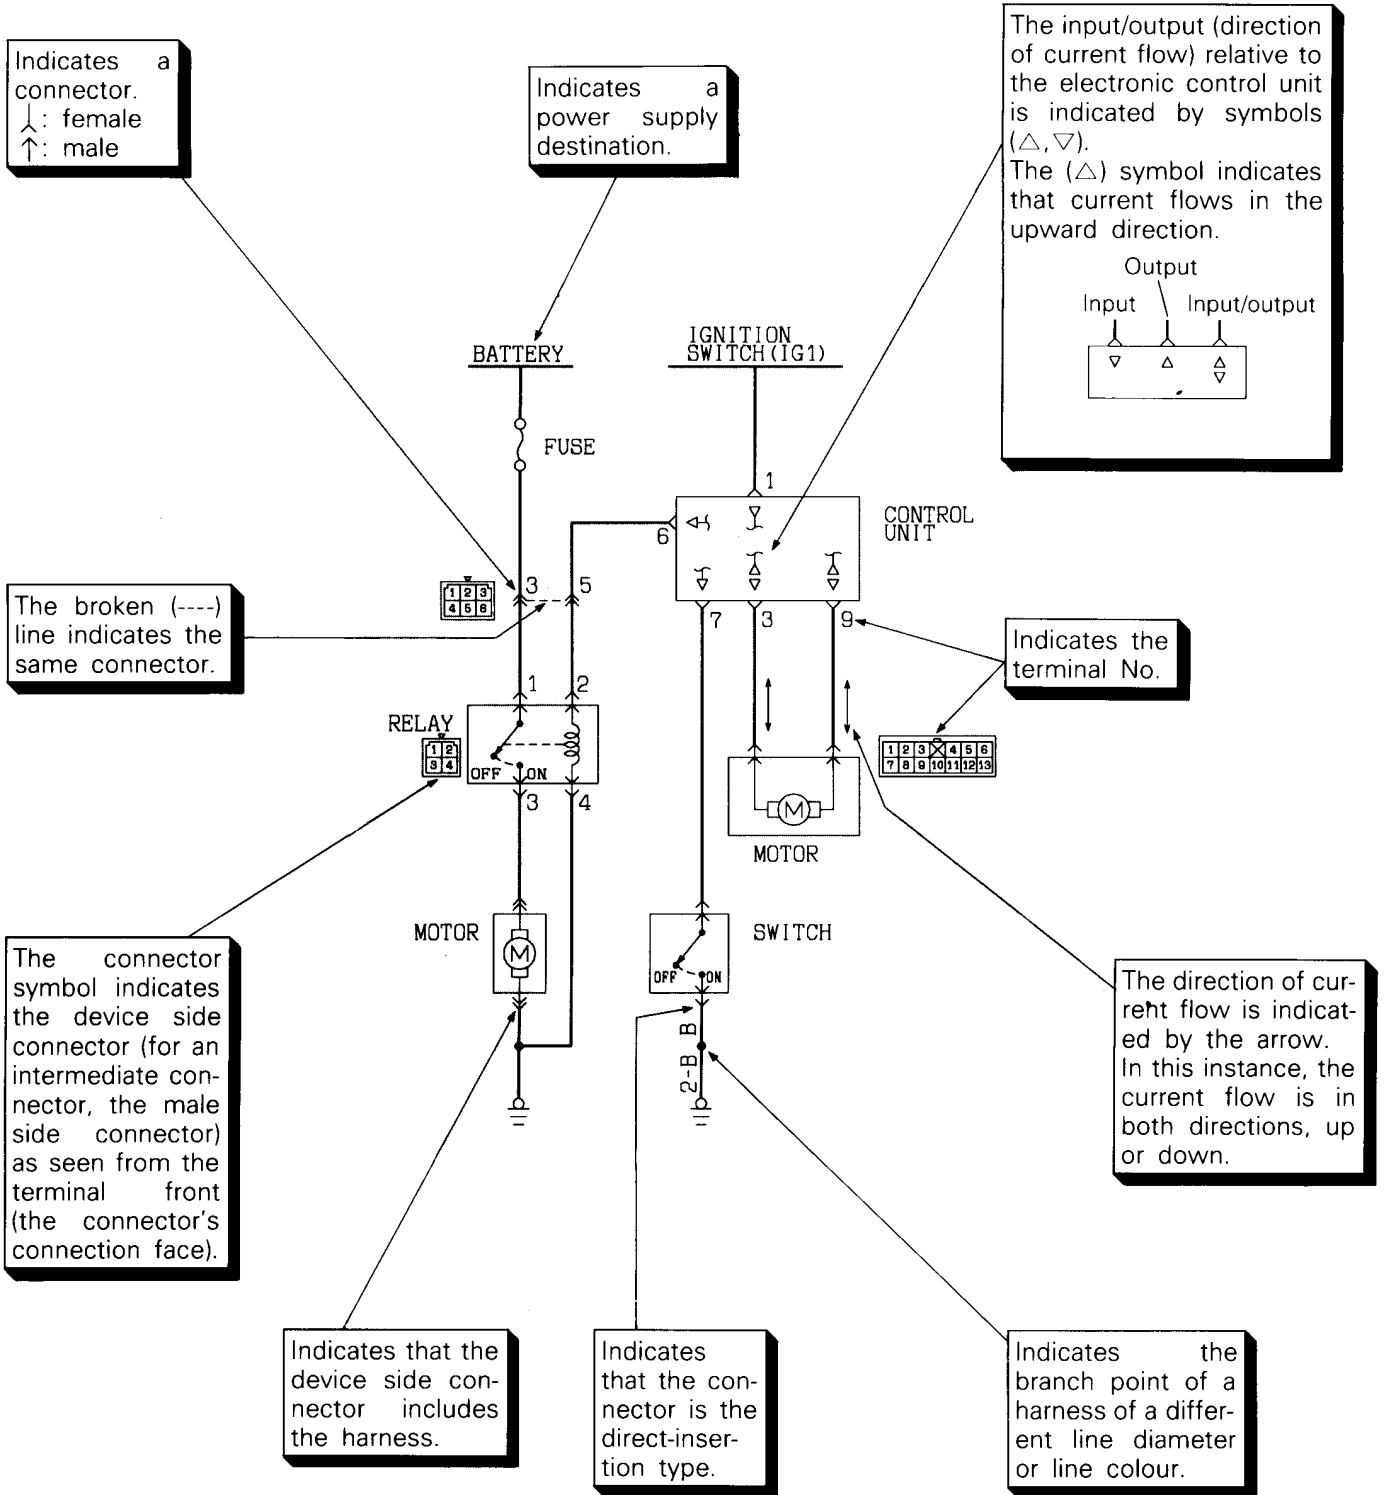 Indicates a
connector.
: female
: male
Indicates a
power supply
destination.
The input/output (direction
of current flow) relative to
the electronic control unit
is indicated by symbols
(△,▽).
The (△) symbol indicates
that current flows in the
upward direction.
Output
Input Input/output
▽ △ △
▽
BATTERY
IGNITION
SWITCH(IG1)
FUSE
1
CONTROL
UNIT
6
3 5
1 2 3
4 5 6
7 3 9
The broken (----)
line indicates the
same connector.
Indicates the
terminal No.
1 2
RELAY
1 2
3 4
OFF ON
3 4
1 2 3 4 5 6
7 8 9 10 11 12 13
M
MOTOR
MOTOR
M
SWITCH
OFF ON
B
2-B
The connector
symbol indicates
the device side
connector (for an
intermediate con-
nector, the male
side connector)
as seen from the
terminal front
(the connector's
connection face).
The direction of cur-
rent flow is indicat-
ed by the arrow.
In this instance, the
current flow is in
both directions, up
or down.
Indicates that the
device side con-
nector includes
the harness.
Indicates
that the con-
nector is the
direct-inser-
tion type.
Indicates the
branch point of a
harness of a differ-
ent line diameter
or line colour.